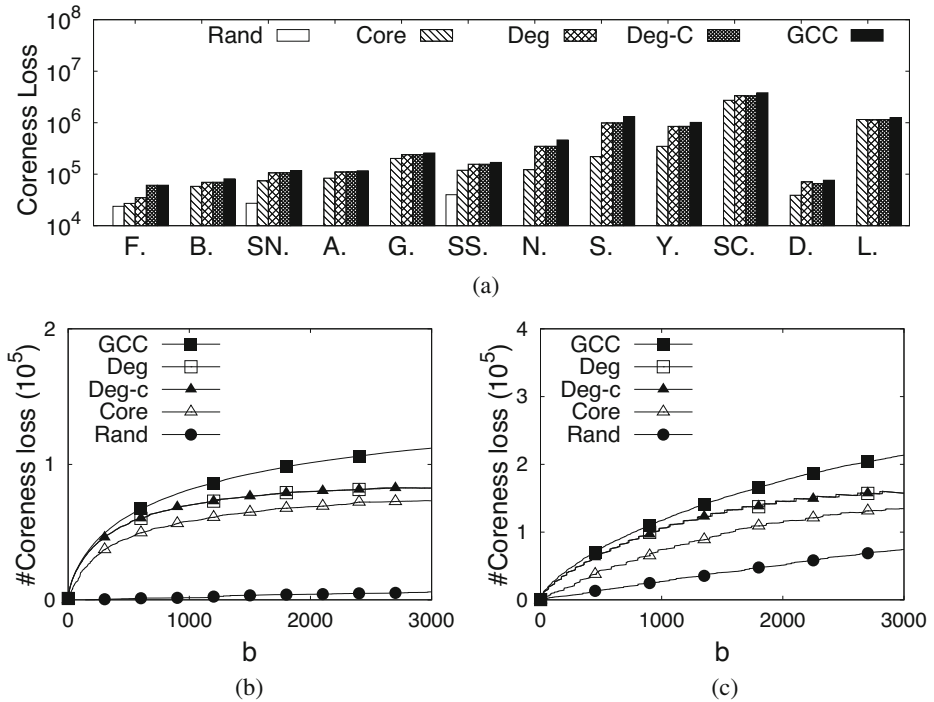 10^8
10^7
10^6
10^5
10^4
Coreness Loss
Rand Core Deg Deg-C GCC
F. B. SN. A. G. SS. N. S. Y. SC. D. L.
(a)
#Coreness loss (10^5)
2
1
0
GCC
Deg
Deg-c
Core
Rand
0 1000 2000 3000
b
(b)
#Coreness loss (10^5)
4
3
2
1
0
GCC
Deg
Deg-c
Core
Rand
0 1000 2000 3000
b
(c)